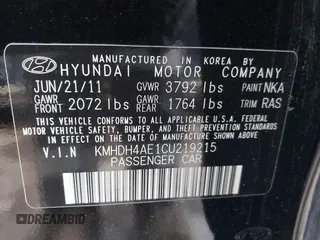 MANUFACTURED IN KOREA BY
HYUNDAI MOTOR COMPANY
JUN/21/11 GVWR 3792 lbs PAINT NKA
GAWR FRONT 2072 lbs GAWR REAR 1764 lbs TRIM RAS
THIS VEHICLE CONFORMS TO ALL APPLICABLE
FEDERAL MOTOR VEHICLE SAFETY, BUMPER, AND
THEFT PREVENTION STANDARDS IN EFFECT ON
THE DATE OF MANUFACTURE SHOWN ABOVE.
V.I.N KMHDH4AE1CU219215
PASSENGER CAR
DREAMBID